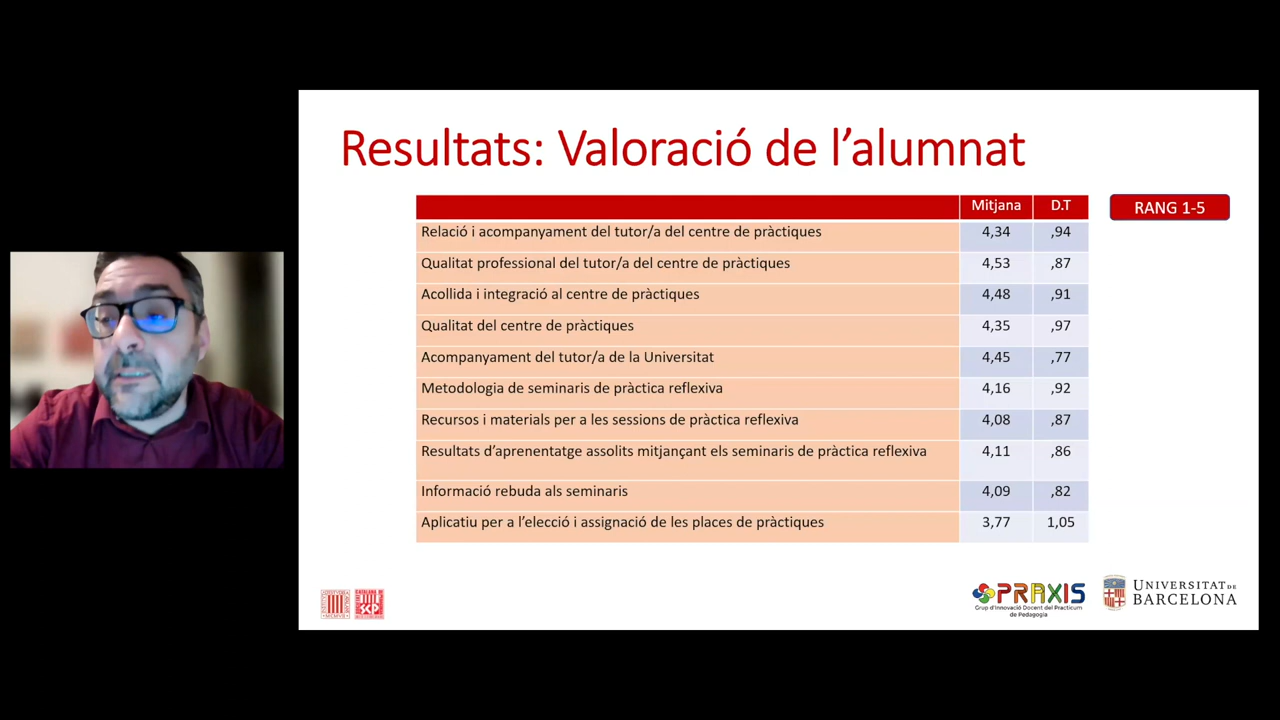 Resultats: Valoració de l’alumnat
Mitjana D.T
RANG 1-5
Relació i acompanyament del tutor/a del centre de pràctiques 4,34 ,94
Qualitat professional del tutor/a del centre de pràctiques 4,53 ,87
Acollida i integració al centre de pràctiques 4,48 ,91
Qualitat del centre de pràctiques 4,35 ,97
Acompanyament del tutor/a de la Universitat 4,45 ,77
Metodologia de seminaris de pràctica reflexiva 4,16 ,92
Recursos i materials per a les sessions de pràctica reflexiva 4,08 ,87
Resultats d’aprenentatge assolits mitjançant els seminaris de pràctica reflexiva 4,11 ,86
Informació rebuda als seminaris 4,09 ,82
Aplicatiu per a l’elecció i assignació de les places de pràctiques 3,77 1,05
PRAXIS
Grup d'Innovació Docent del Practicum
de Pedagogia
UNIVERSITAT DE
BARCELONA